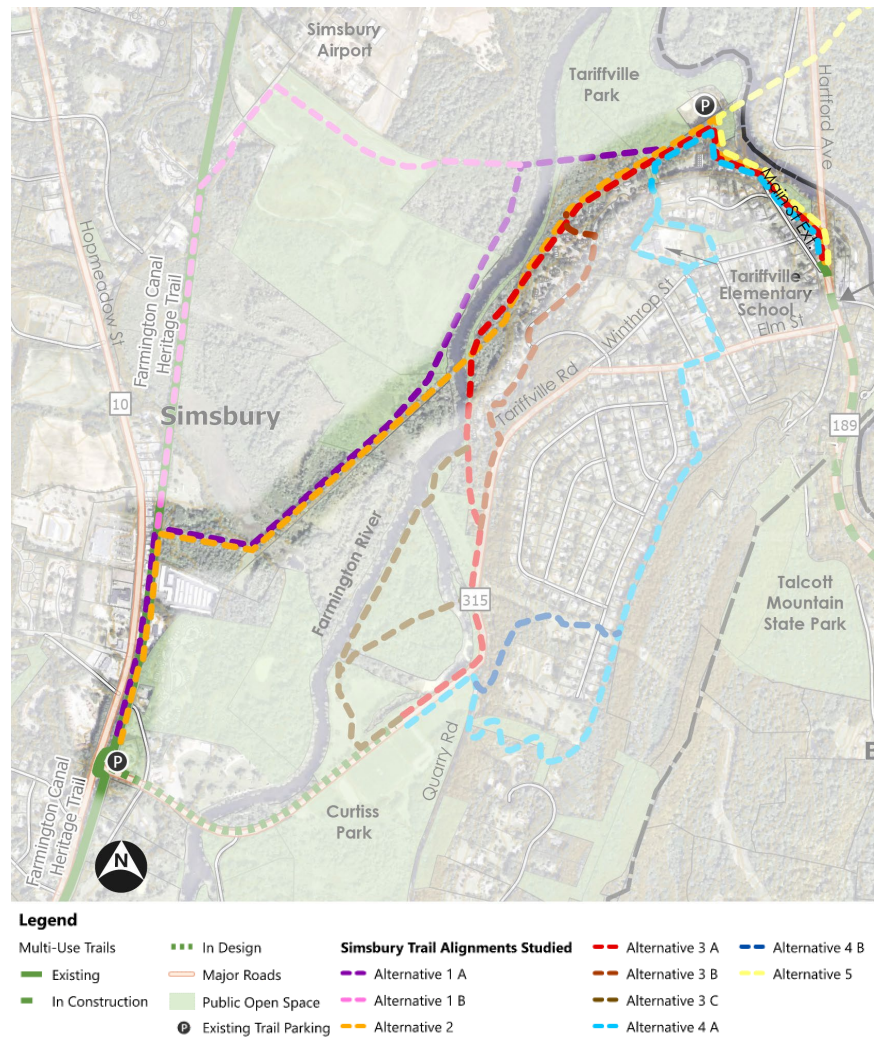 Simsbury
Airport
Tariffville
Park
P
Hartford Ave
Main St Ext.
Hopmeadow St
Farmington Canal
Heritage Trail
Tariffville
Elementary
School
Winthrop St
Elm St
Tariffville Rd
10
Simsbury
189
Farmington River
315
Talcott
Mountain
State Park
Quarry Rd
P
Farmington Canal
Heritage Trail
Curtiss
Park
E
N
Legend
Multi-Use Trails
Existing
In Construction
In Design
Major Roads
Public Open Space
P Existing Trail Parking
Simsbury Trail Alignments Studied
Alternative 1 A
Alternative 1 B
Alternative 2
Alternative 3 A
Alternative 3 B
Alternative 3 C
Alternative 4 A
Alternative 4 B
Alternative 5